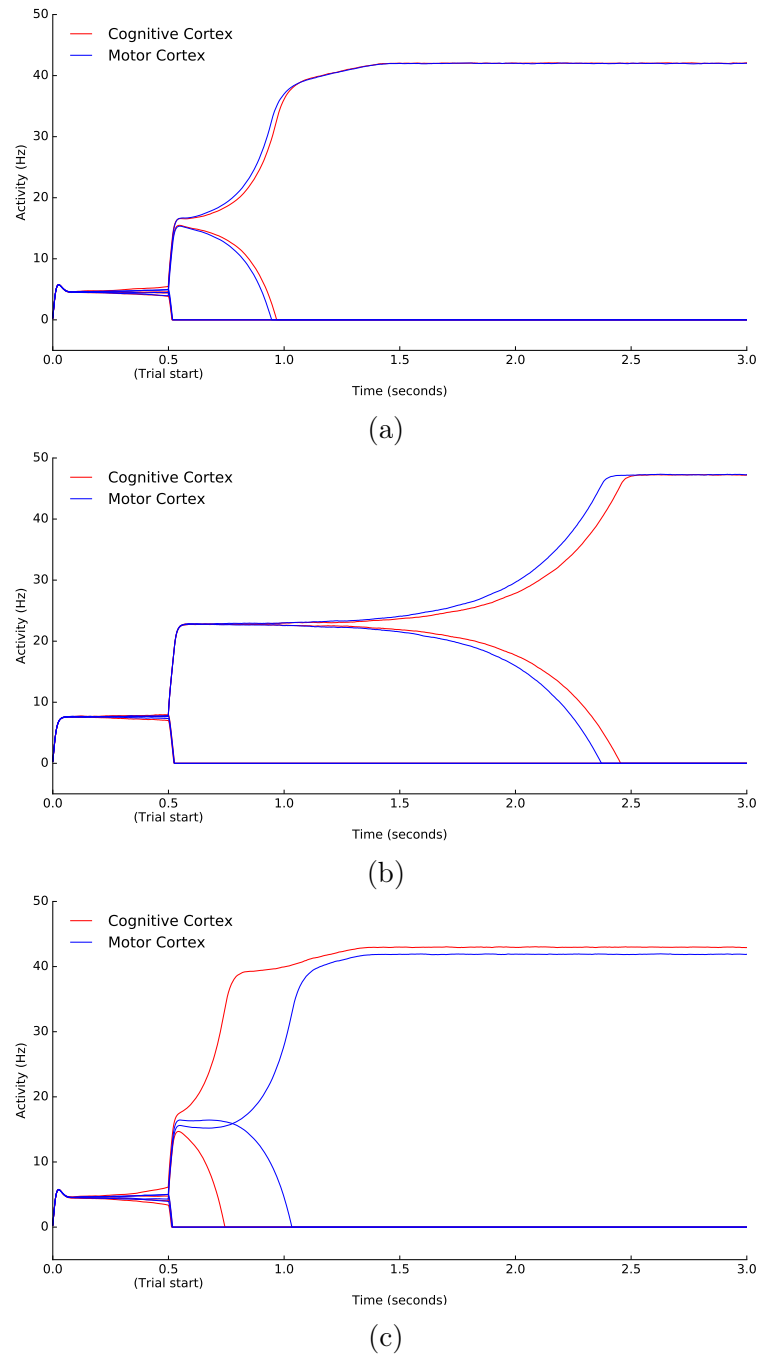 50
Cognitive Cortex
Motor Cortex
40
30
20
10
0
Activity (Hz)
0.0 0.5 1.0 1.5 2.0 2.5 3.0
(Trial start)
Time (seconds)
(a)
50
Cognitive Cortex
Motor Cortex
40
30
20
10
0
Activity (Hz)
0.0 0.5 1.0 1.5 2.0 2.5 3.0
(Trial start)
Time (seconds)
(b)
50
Cognitive Cortex
Motor Cortex
40
30
20
10
0
Activity (Hz)
0.0 0.5 1.0 1.5 2.0 2.5 3.0
(Trial start)
Time (seconds)
(c)